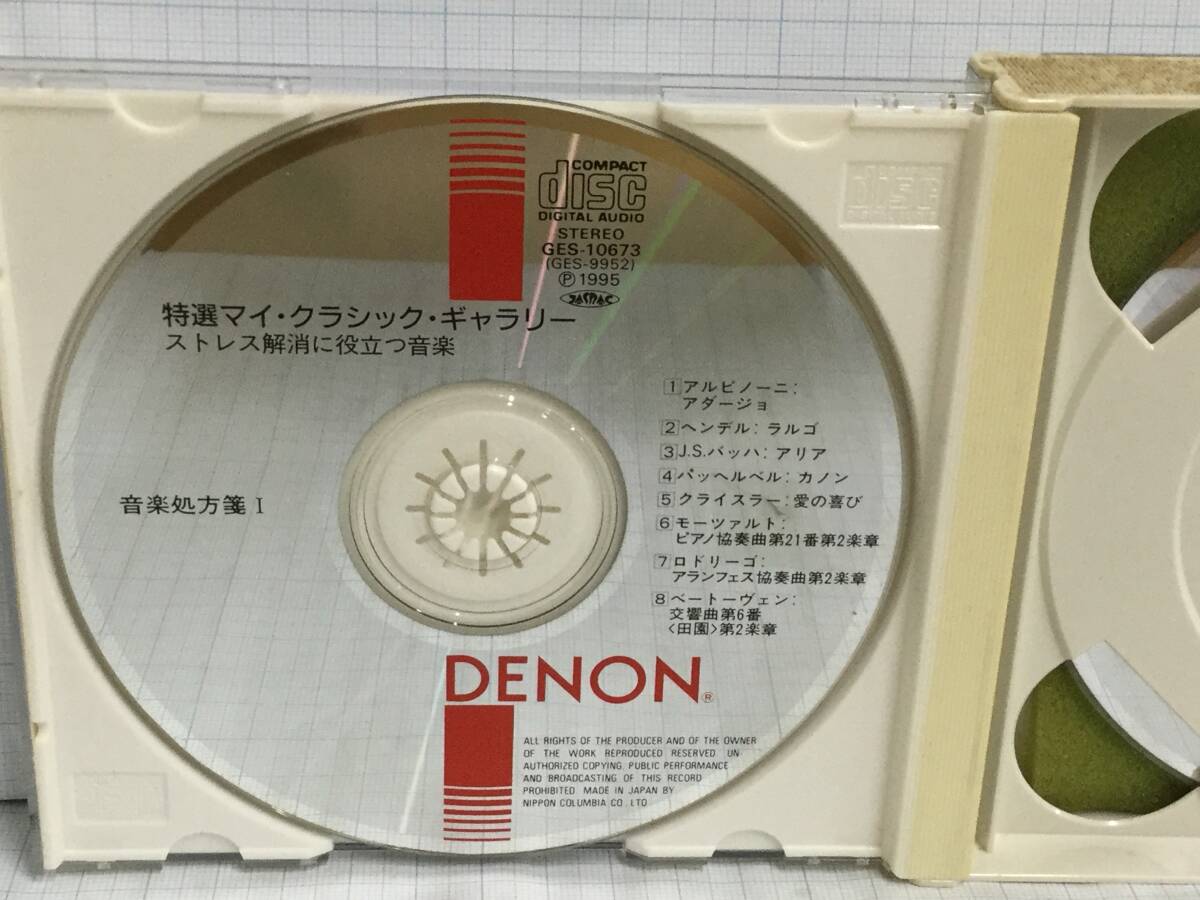 COMPACT
disc
DIGITAL AUDIO
STEREO
GES-10673
(GES-9952)
Ⓟ1995
JASRAC
特選マイ・クラシック・ギャラリー
ストレス解消に役立つ音楽
音楽処方箋 I
1 アルビノーニ:
アダージョ
2 ヘンデル: ラルゴ
3 J.S.バッハ: アリア
4 パッヘルベル: カノン
5 クライスラー: 愛の喜び
6 モーツァルト:
ピアノ協奏曲第21番第2楽章
7 ロドリーゴ:
アランフェス協奏曲第2楽章
8 ベートーヴェン:
交響曲第6番
〈田園〉第2楽章
DENON®
ALL RIGHTS OF THE PRODUCER AND OF THE OWNER
OF THE WORK REPRODUCED RESERVED UN
AUTHORIZED COPYING, PUBLIC PERFORMANCE
AND BROADCASTING OF THIS RECORD
PROHIBITED. MADE IN JAPAN BY
NIPPON COLUMBIA CO., LTD